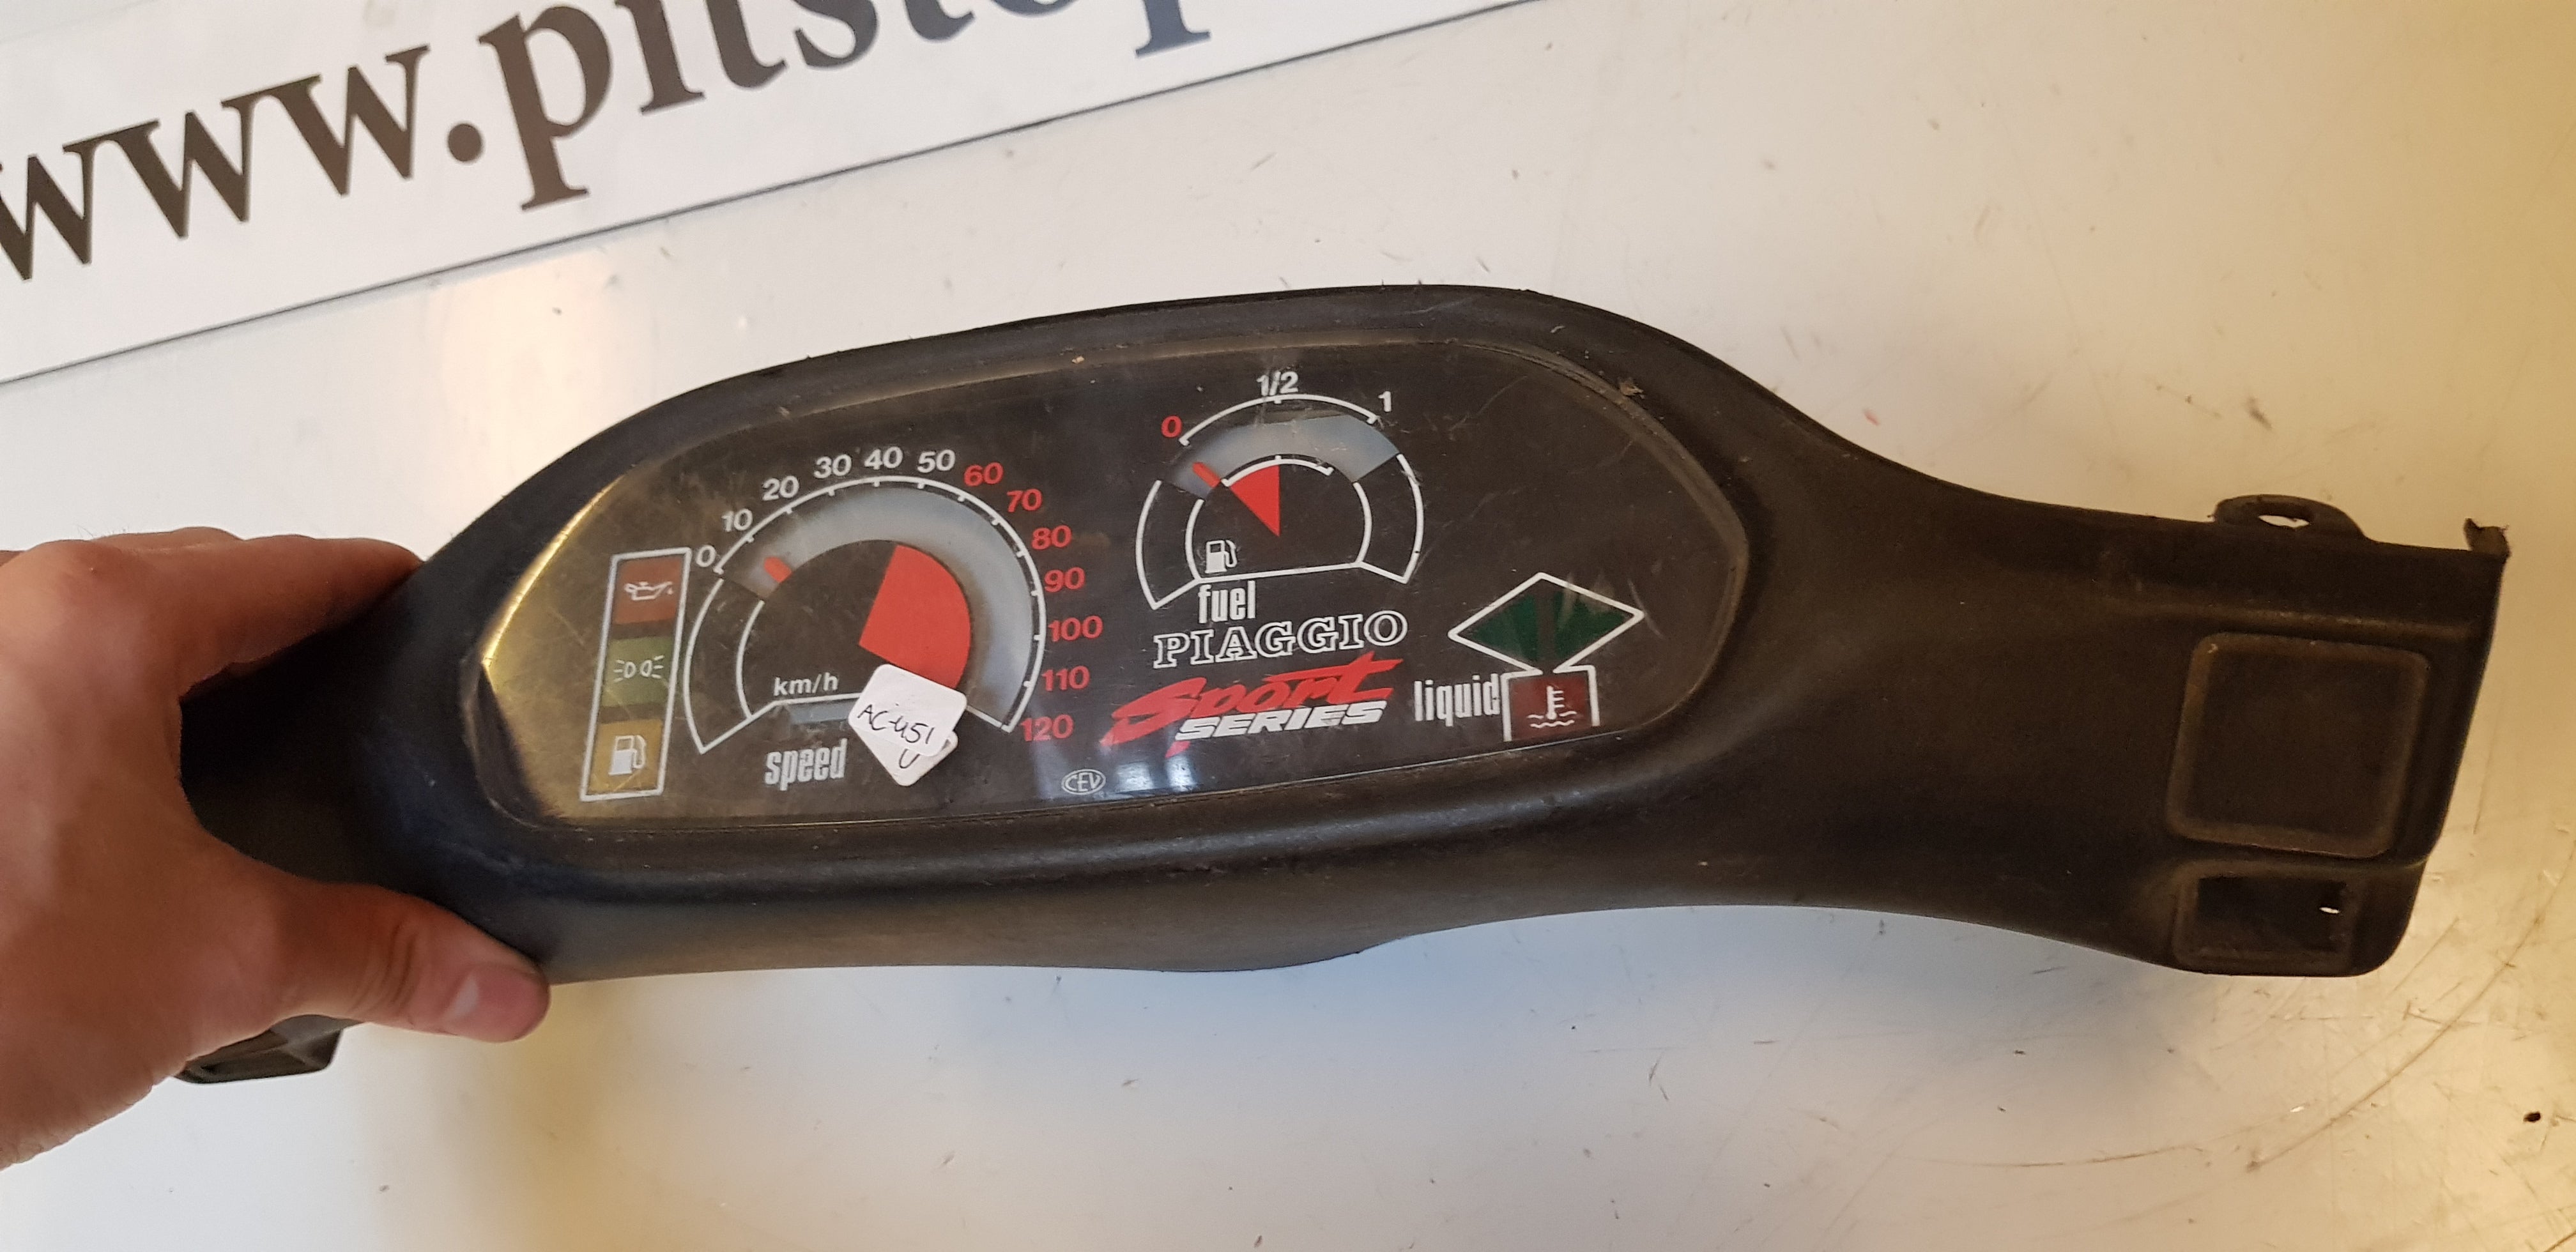 www.pitstop
1/2
0
1
fuel
0
10
20
30
40
50
60
70
80
90
100
110
120
km/h
speed
AC-451
U
PIAGGIO
Sport
SERIES
liquid
CEV